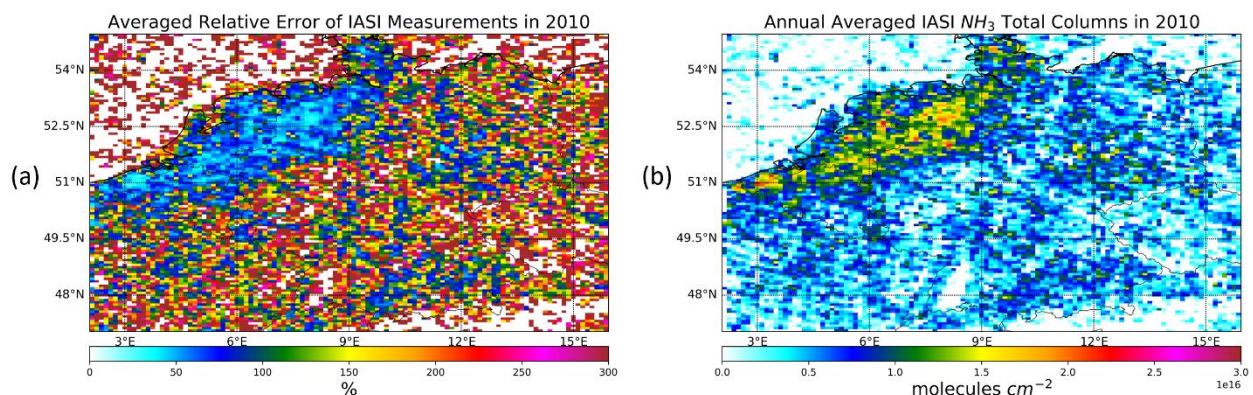 Averaged Relative Error of IASI Measurements in 2010
54°N
52.5°N
51°N
49.5°N
48°N
3°E 6°E 9°E 12°E 15°E
0 50 100 150 200 250 300
%
(a)
Annual Averaged IASI NH₃ Total Columns in 2010
54°N
52.5°N
51°N
49.5°N
48°N
3°E 6°E 9°E 12°E 15°E
0.0 0.5 1.0 1.5 2.0 2.5 3.0
1e16
molecules cm⁻²
(b)